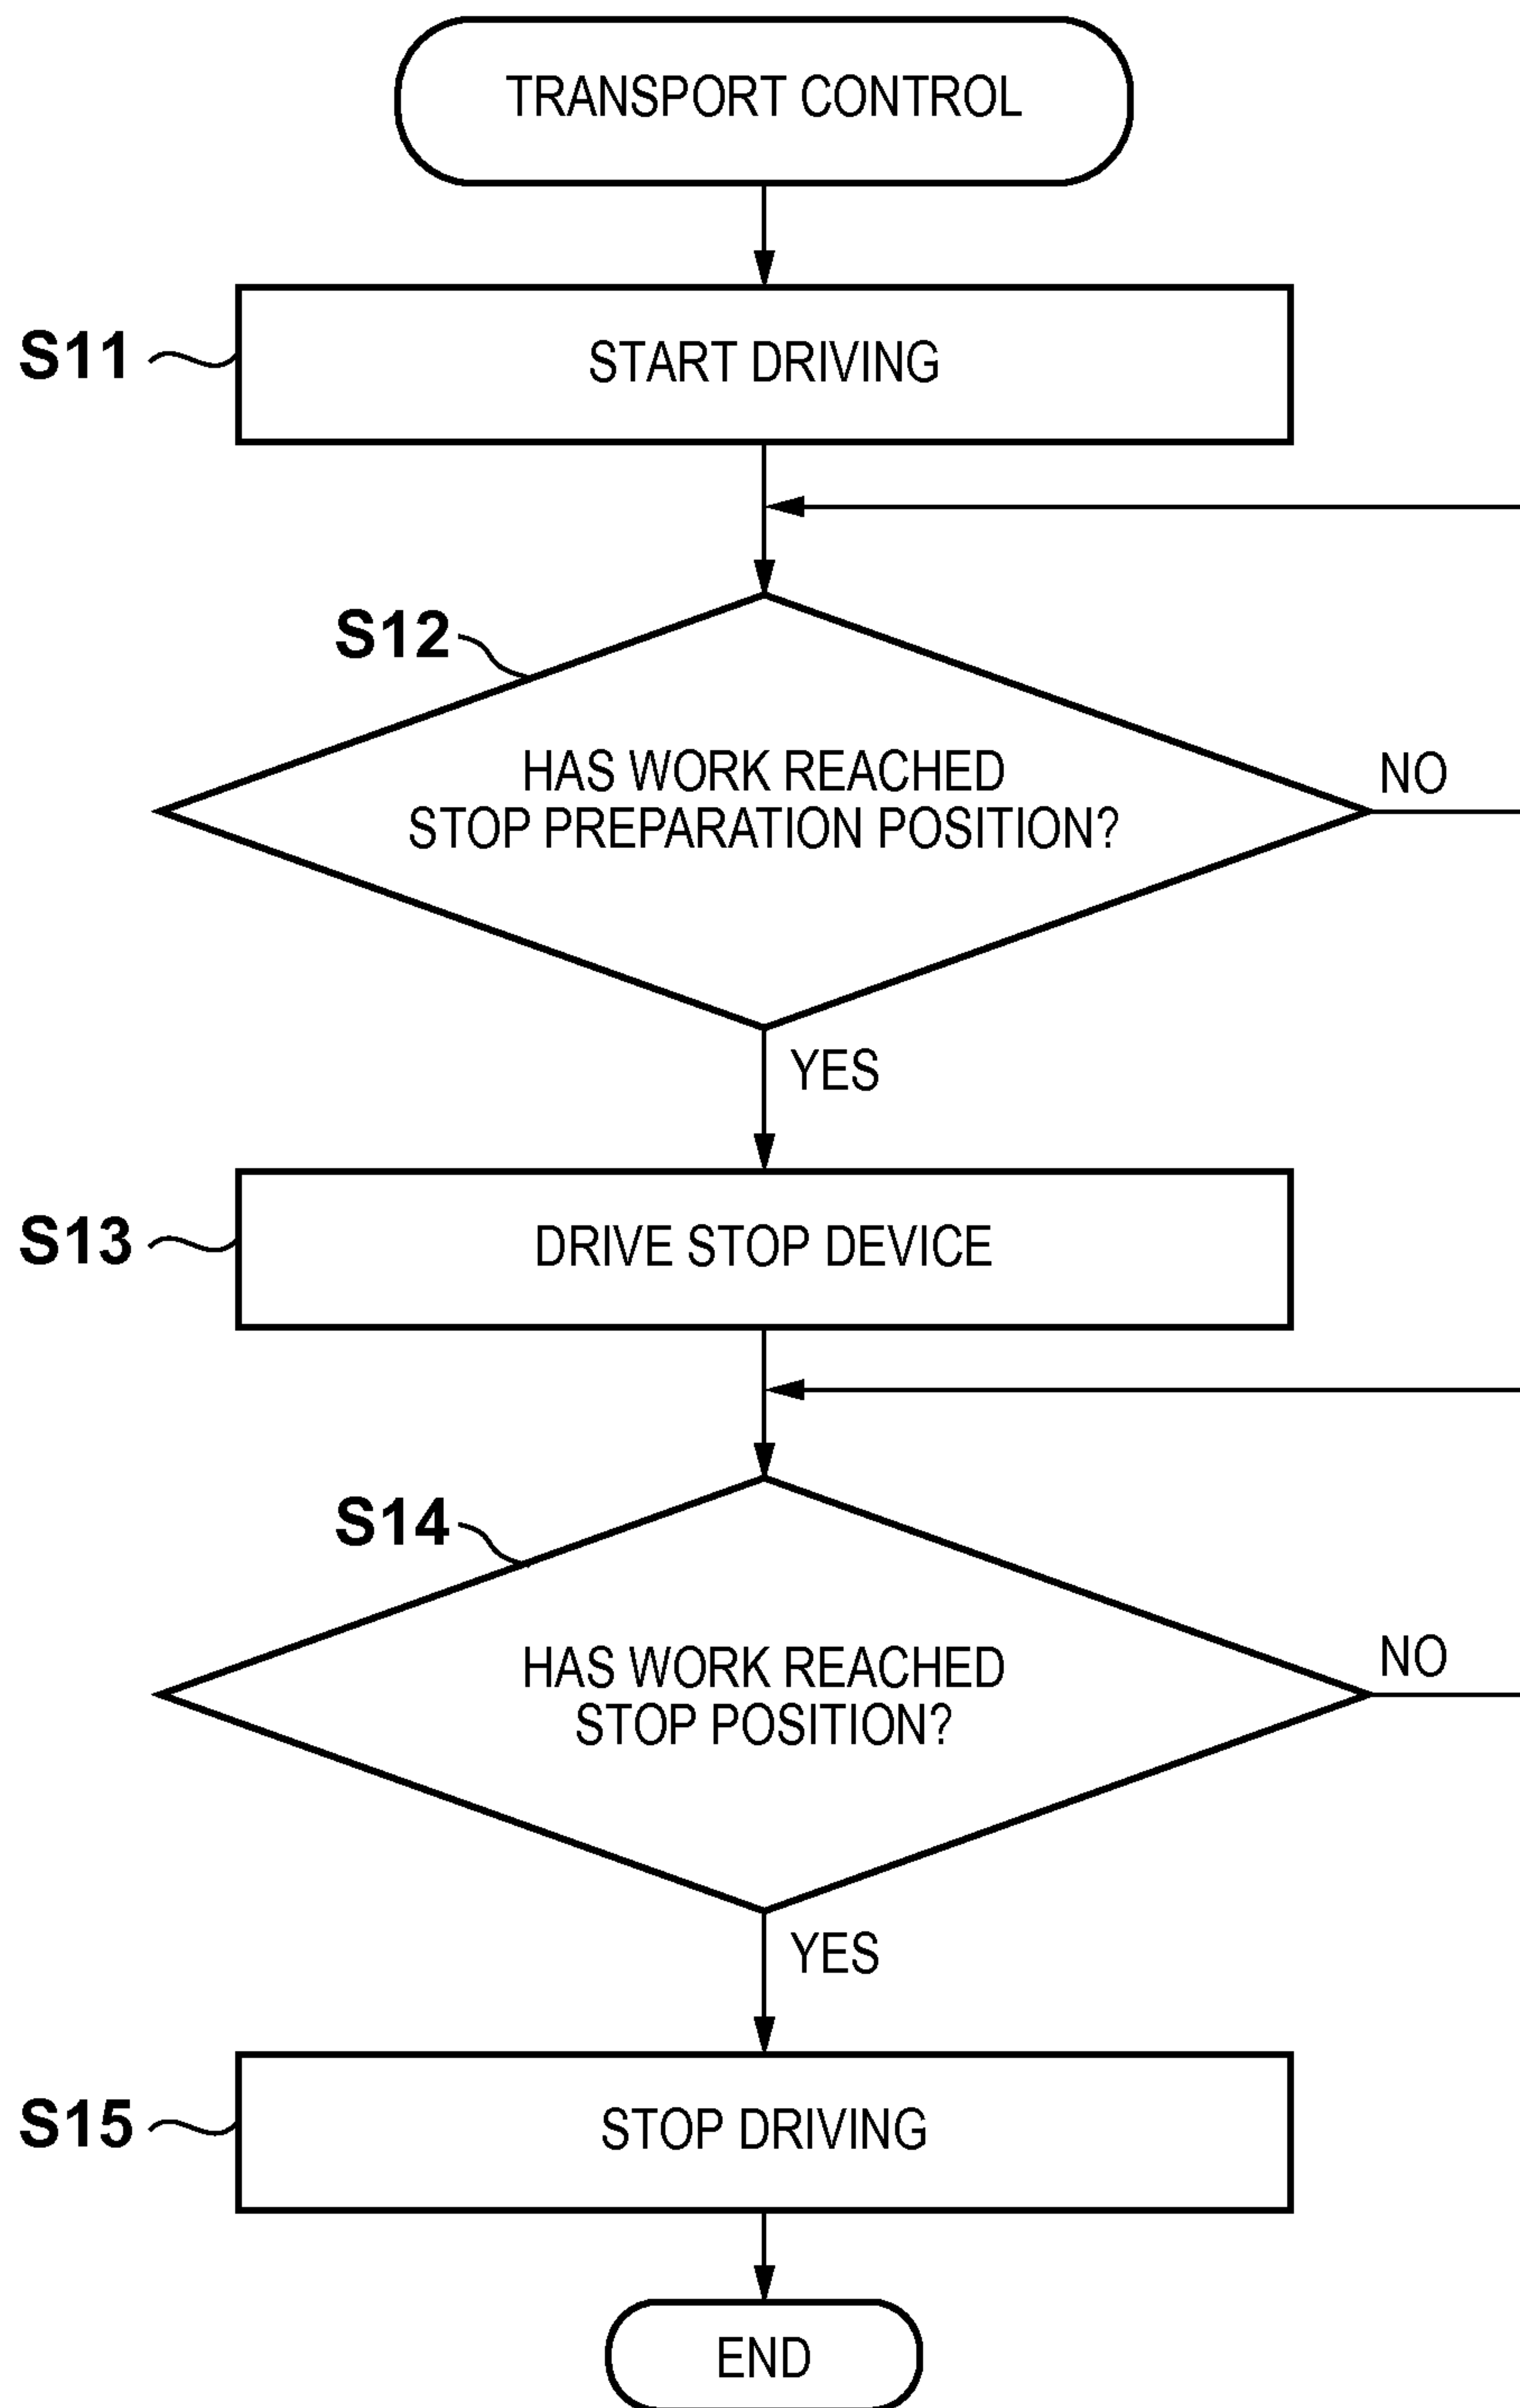 TRANSPORT CONTROL
S11
START DRIVING
S12
HAS WORK REACHED
STOP PREPARATION POSITION?
NO
YES
S13
DRIVE STOP DEVICE
S14
HAS WORK REACHED
STOP POSITION?
NO
YES
S15
STOP DRIVING
END